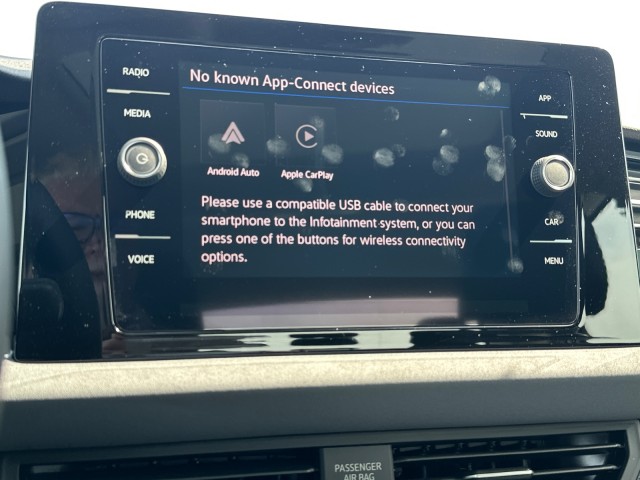 RADIO
MEDIA
PHONE
VOICE
No known App-Connect devices
Android Auto Apple CarPlay
Please use a compatible USB cable to connect your
smartphone to the Infotainment system, or you can
press one of the buttons for wireless connectivity
options.
APP
SOUND
CAR
MENU
PASSENGER
AIR BAG